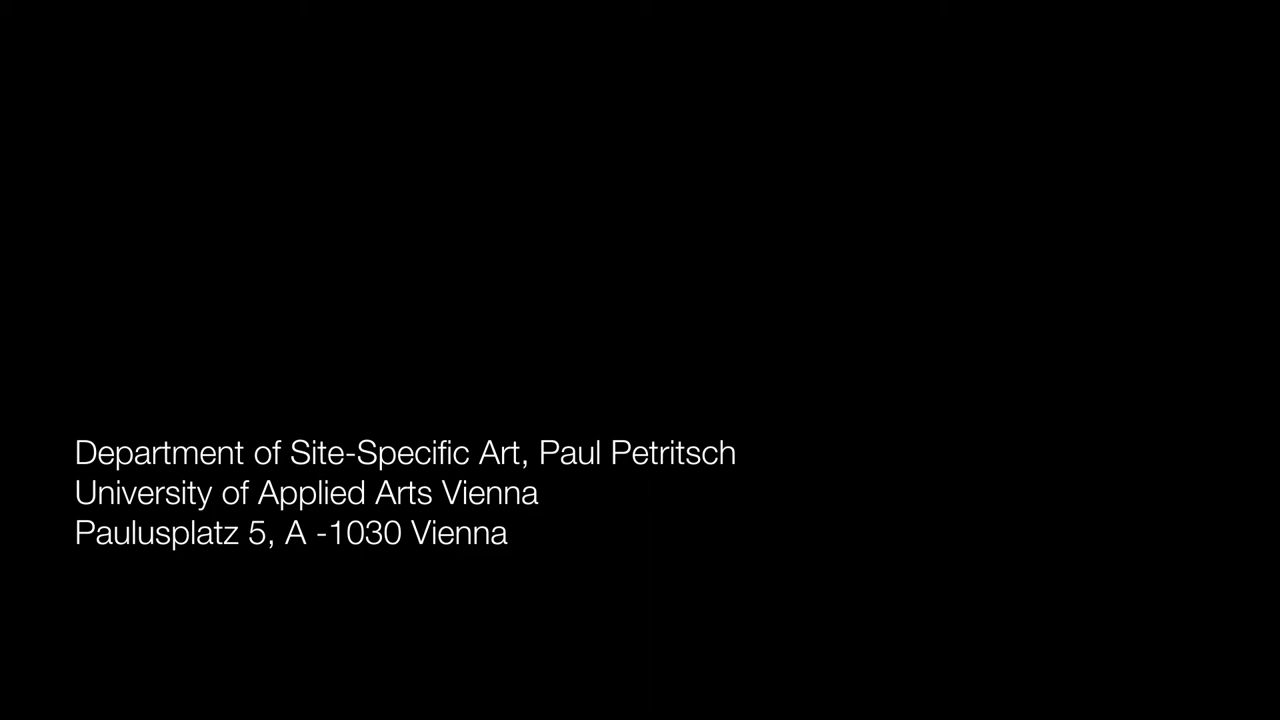 Department of Site-Specific Art, Paul Petritsch
University of Applied Arts Vienna
Paulusplatz 5, A -1030 Vienna